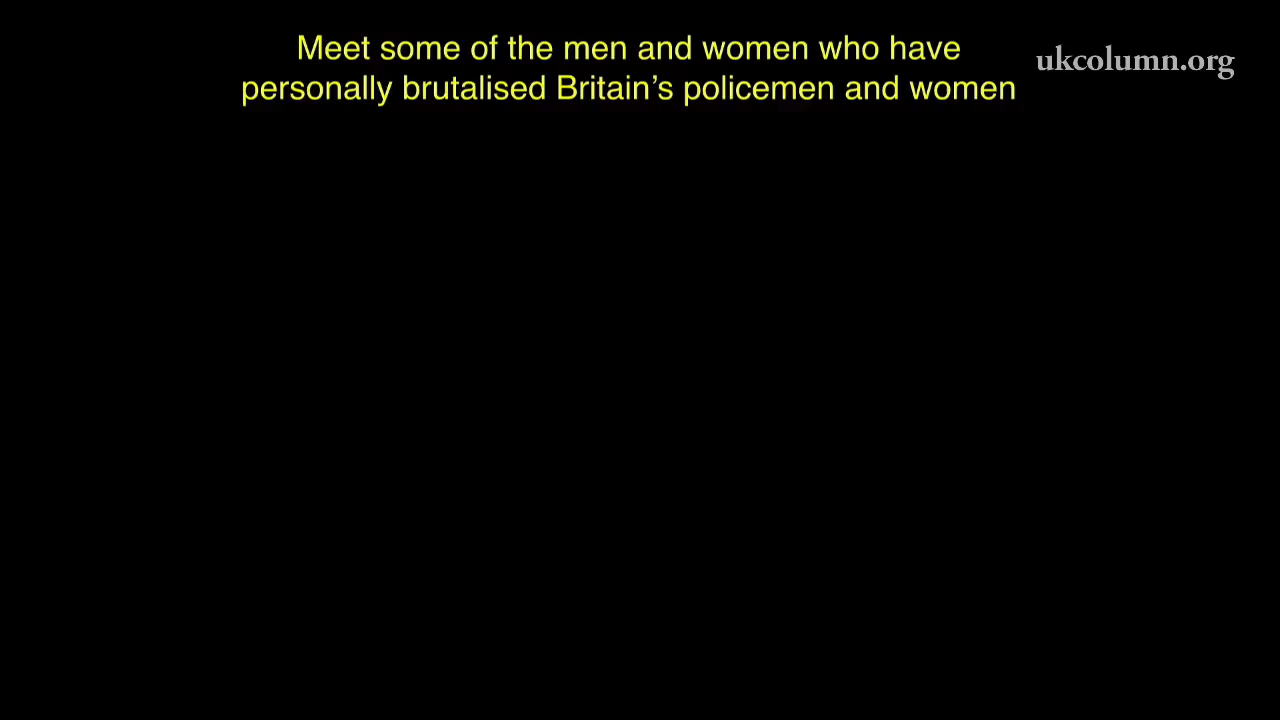 Meet some of the men and women who have
personally brutalised Britain’s policemen and women
ukcolumn.org